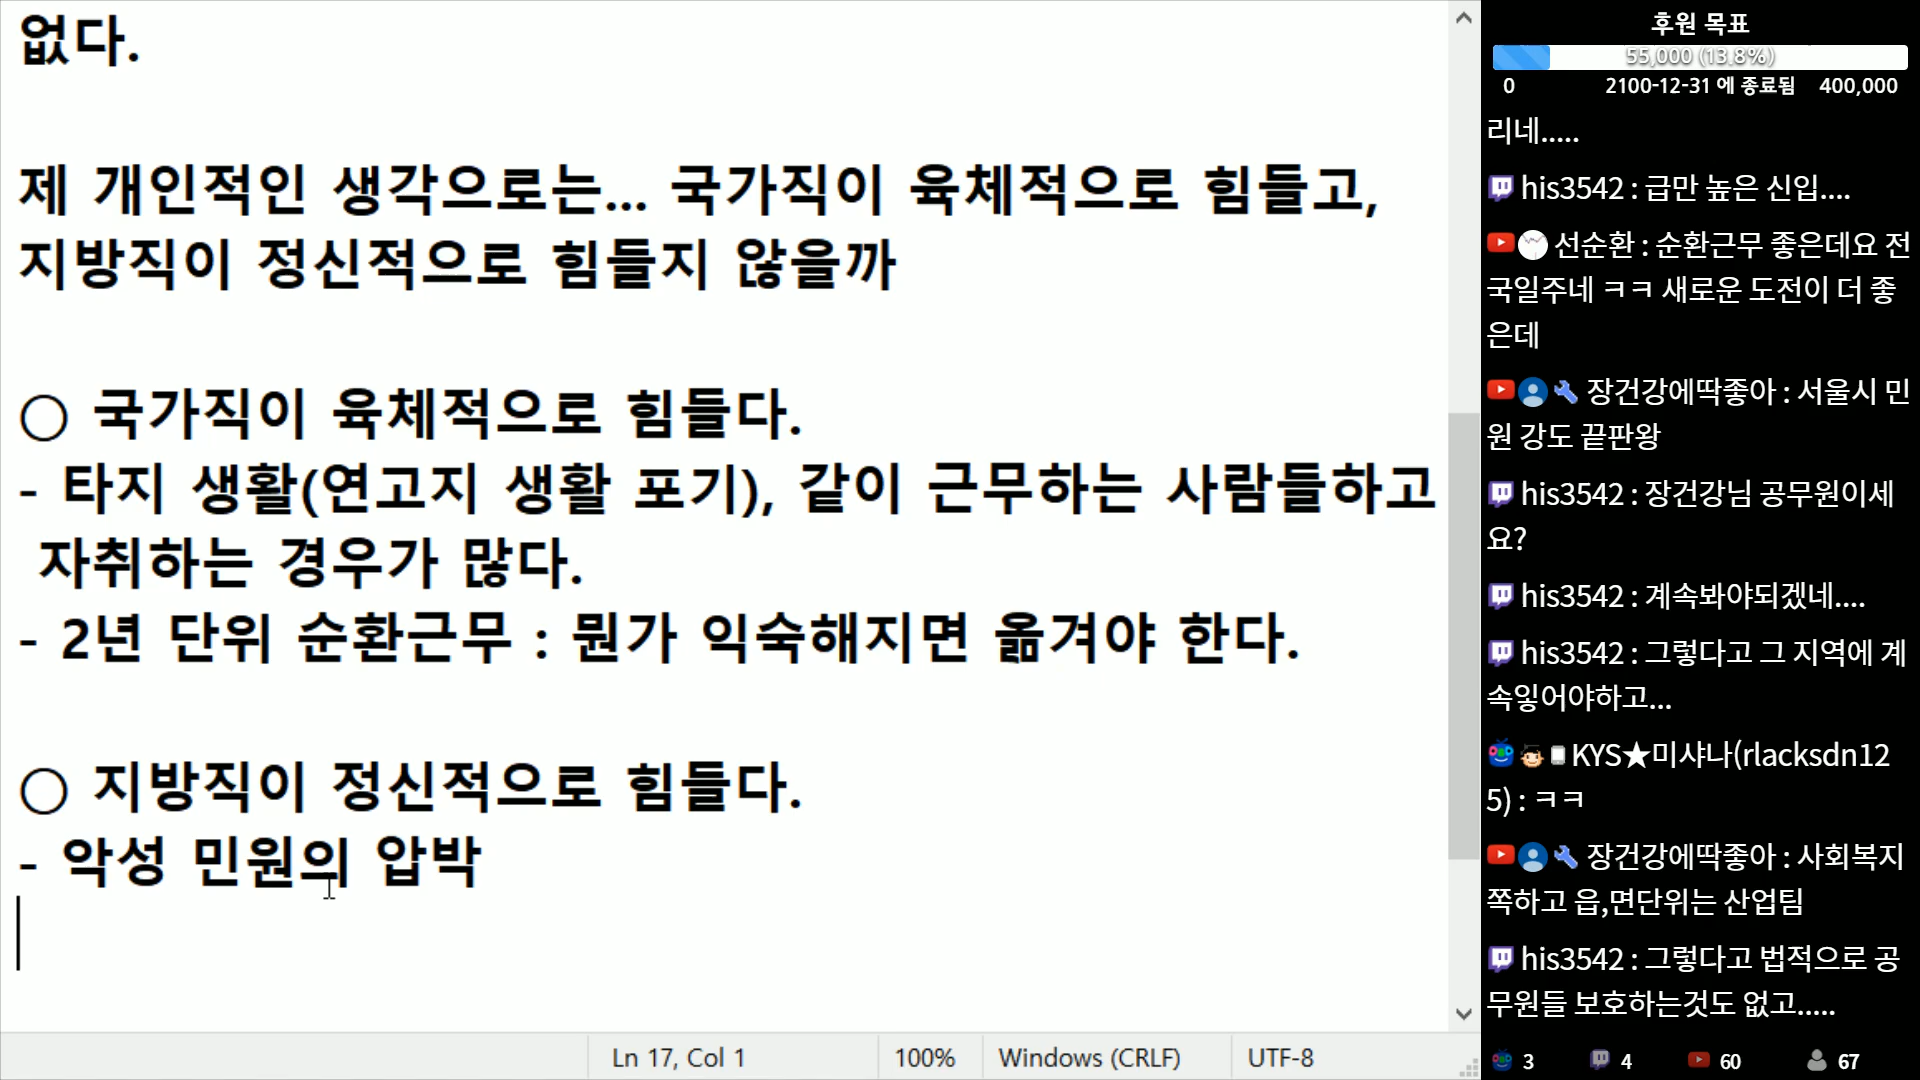 없다.
제 개인적인 생각으로는... 국가직이 육체적으로 힘들고,
지방직이 정신적으로 힘들지 않을까
○ 국가직이 육체적으로 힘들다.
- 타지 생활(연고지 생활 포기), 같이 근무하는 사람들하고
자취하는 경우가 많다.
- 2년 단위 순환근무 : 뭔가 익숙해지면 옮겨야 한다.
○ 지방직이 정신적으로 힘들다.
- 악성 민원의 압박
Ln 17, Col 1
100%
Windows (CRLF)
UTF-8
후원 목표
55,000 (13.8%)
0
2100-12-31 에 종료됨
400,000
리네.....
his3542 : 급만 높은 신입....
선순환 : 순환근무 좋은데요 전
국일주네 ㅋㅋ 새로운 도전이 더 좋
은데
장건강에딱좋아 : 서울시 민
원 강도 끝판왕
his3542 : 장건강님 공무원이세
요?
his3542 : 계속봐야되겠네....
his3542 : 그렇다고 그 지역에 계
속잏어야하고...
KYS★미샤나(rlacksdn12
5) : ㅋㅋ
장건강에딱좋아 : 사회복지
쪽하고 읍,면단위는 산업팀
his3542 : 그렇다고 법적으로 공
무원들 보호하는것도 없고.....
3
4
60
67